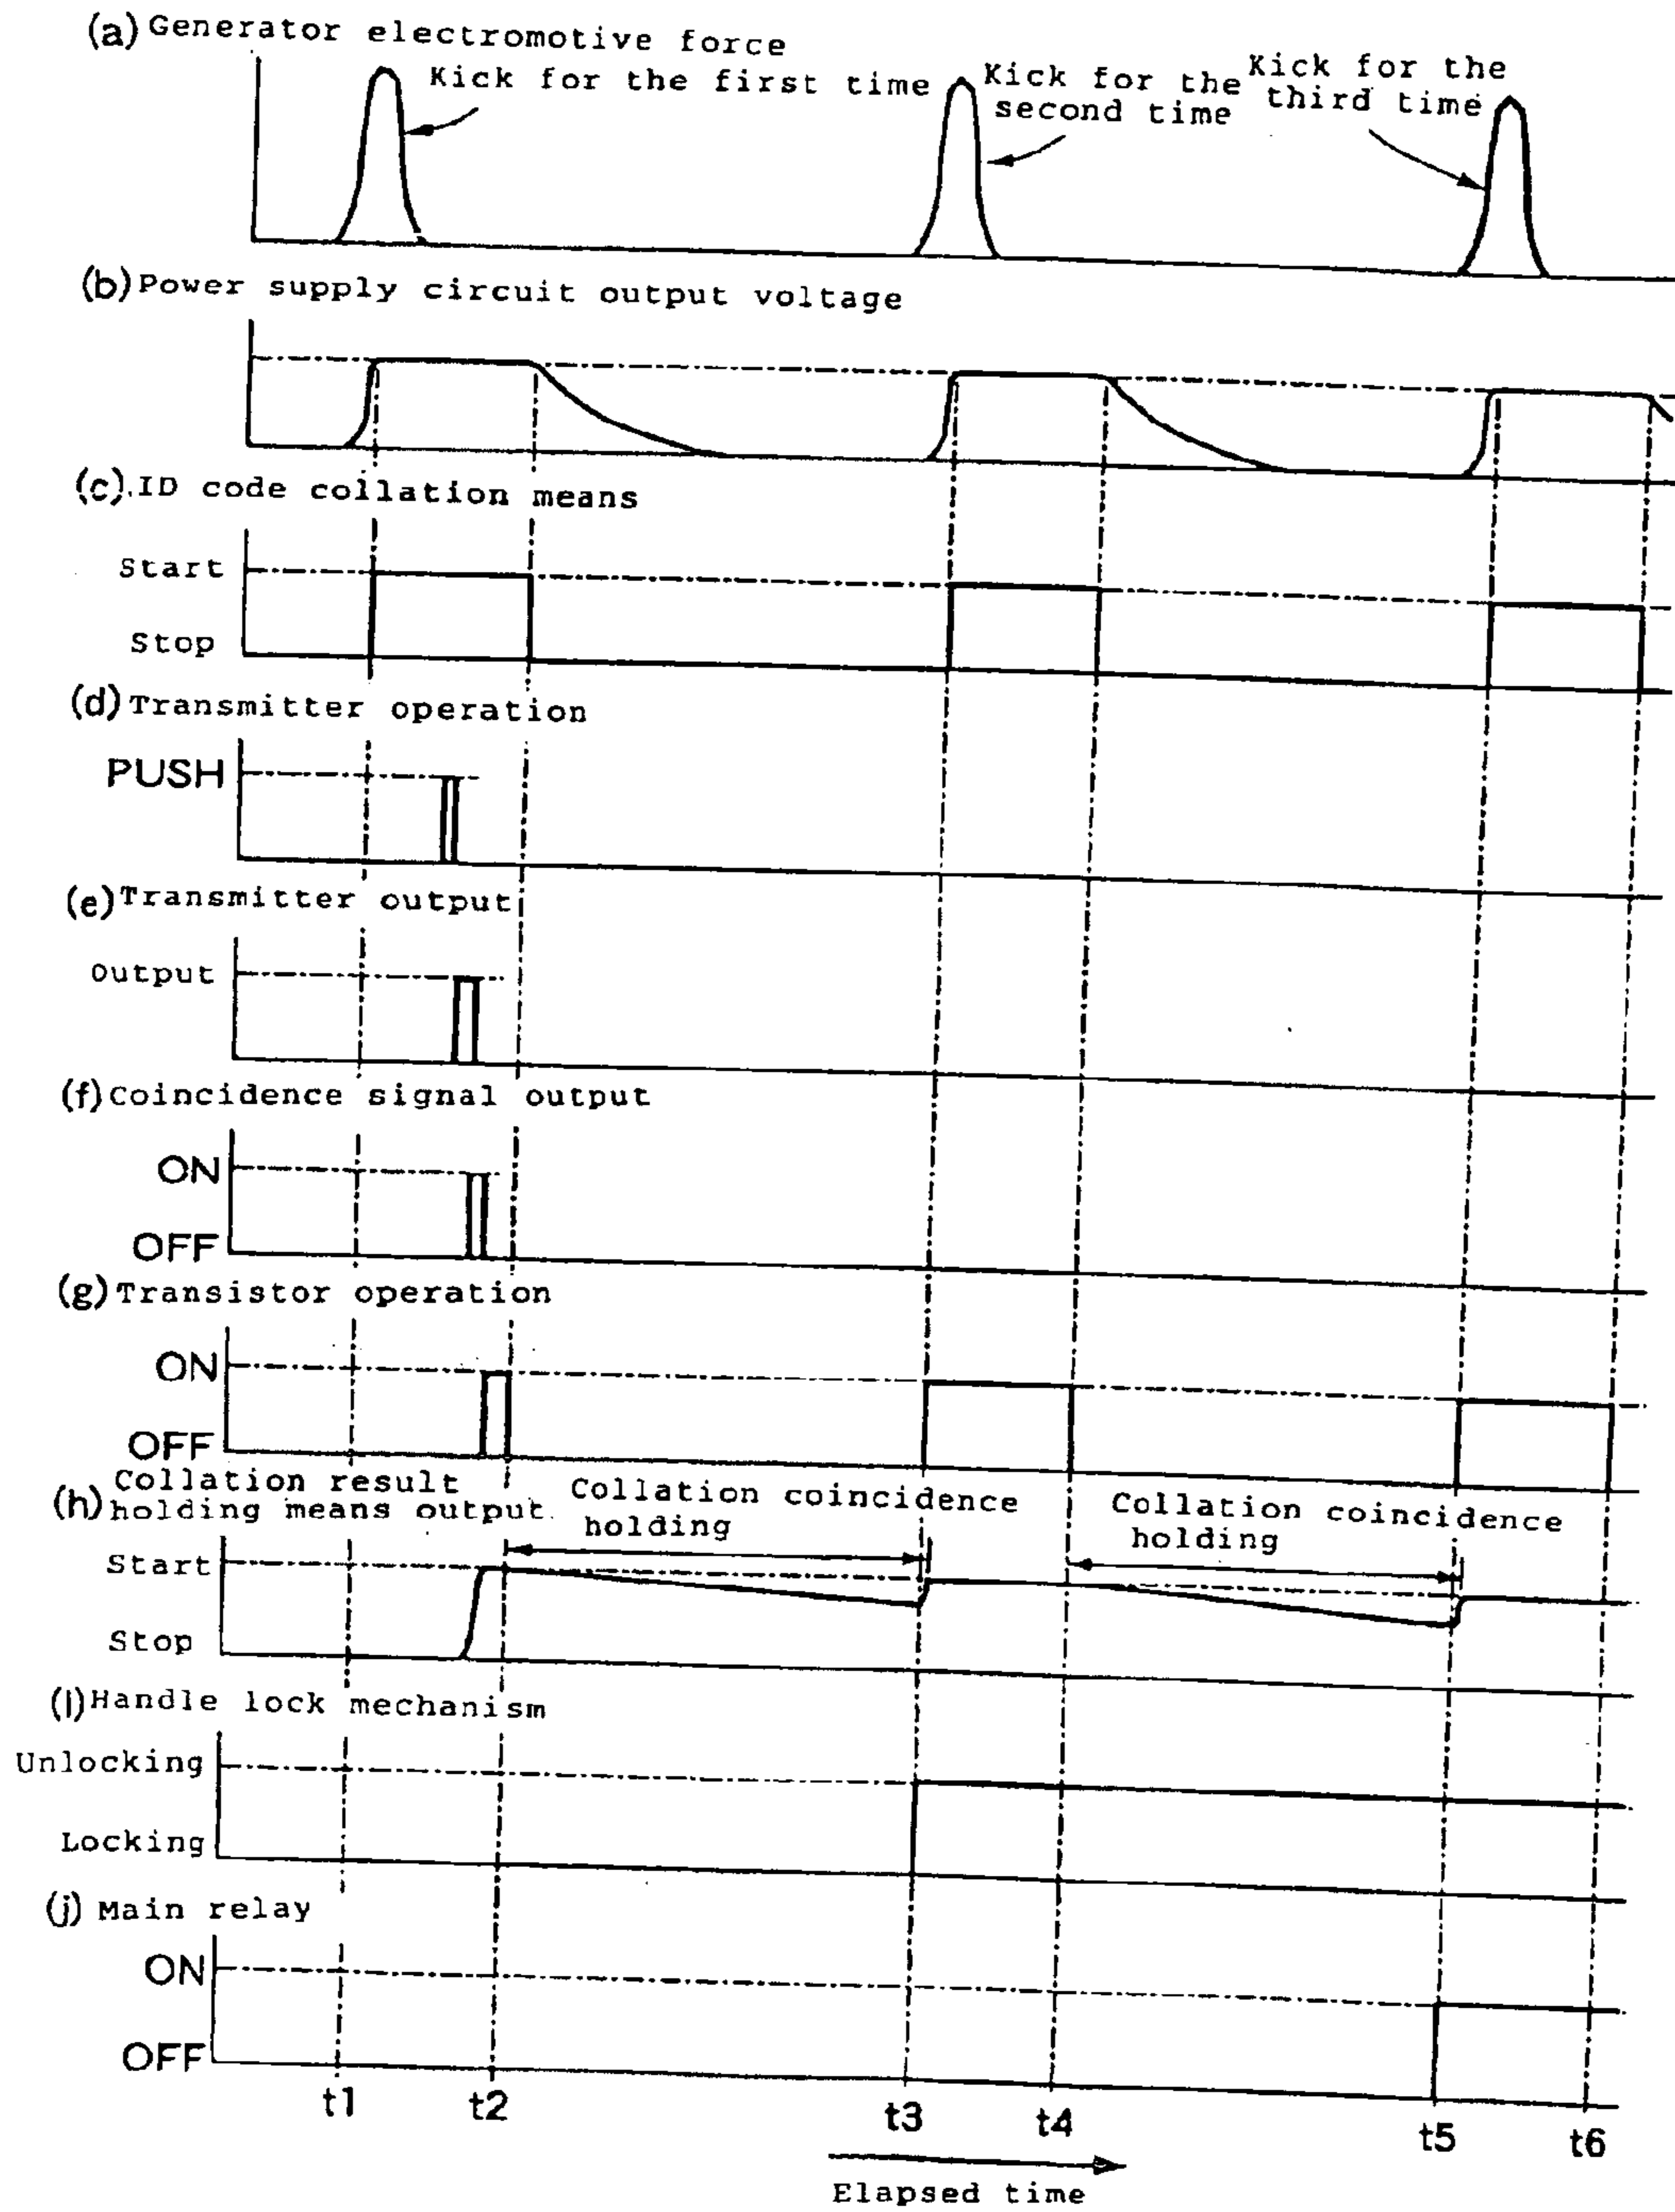 (a) Generator electromotive force
Kick for the first time
Kick for the
second time
Kick for the
third time
(b) Power supply circuit output voltage
(c) ID code collation means
Start
Stop
(d) Transmitter operation
PUSH
(e) Transmitter output
Output
(f) Coincidence signal output
ON
OFF
(g) Transistor operation
ON
OFF
(h) Collation result
holding means output
Collation coincidence
holding
Collation coincidence
holding
Start
Stop
(i) Handle lock mechanism
Unlocking
Locking
(j) Main relay
ON
OFF
t1
t2
t3
t4
t5
t6
Elapsed time